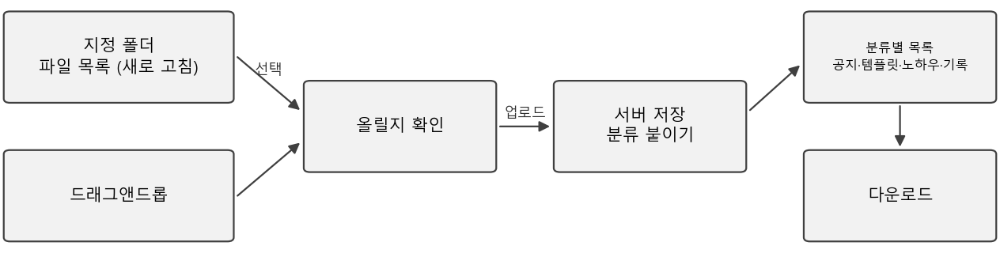 지정 폴더
파일 목록 (새로 고침)
선택
드래그앤드롭
올릴지 확인
업로드
서버 저장
분류 붙이기
분류별 목록
공지·템플릿·노하우·기록
다운로드